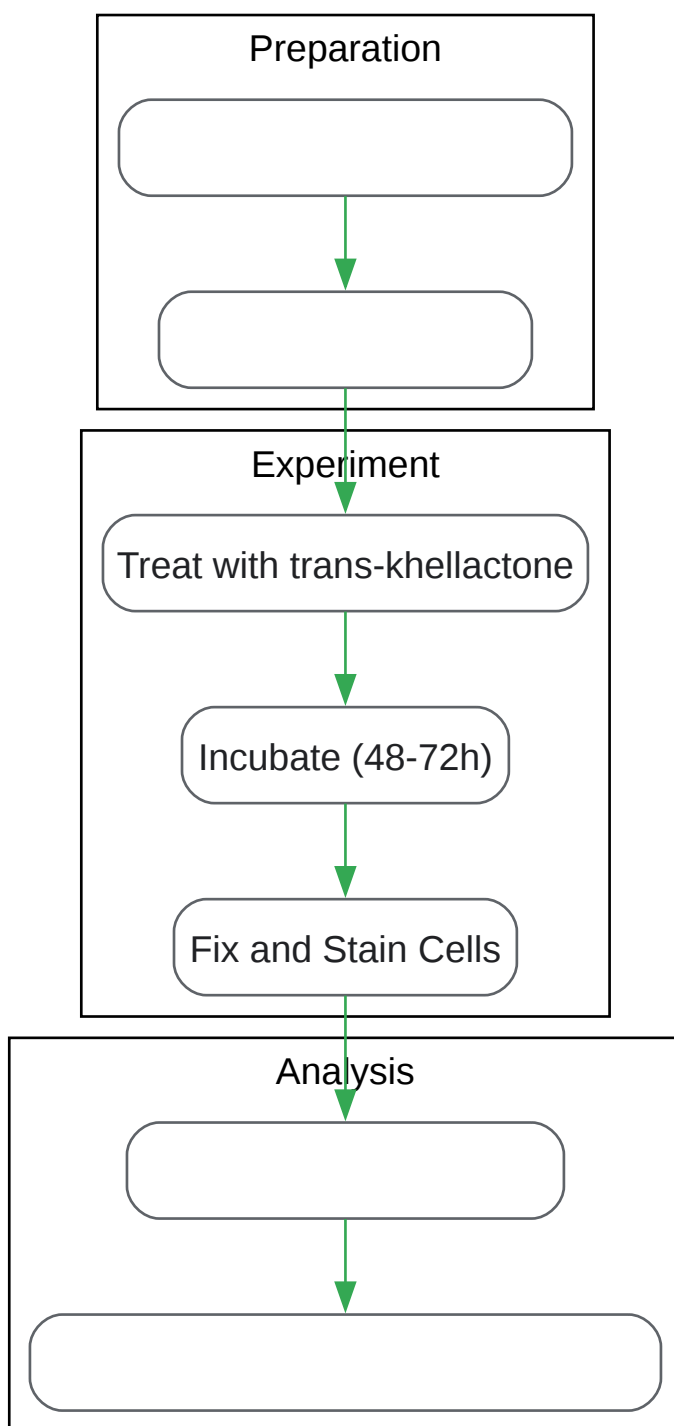 Preparation
Experiment
Treat with trans-khellactone
Incubate (48-72h)
Fix and Stain Cells
Analysis